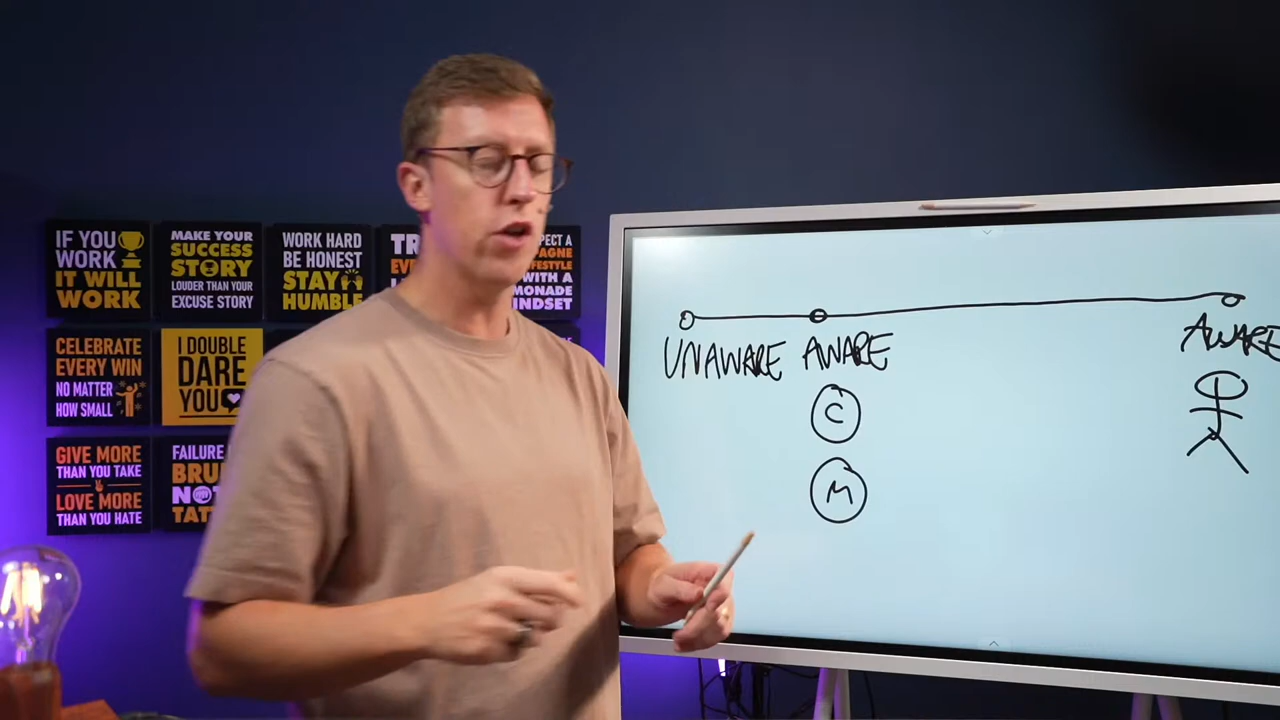 IF YOU
WORK
IT WILL
WORK
MAKE YOUR
SUCCESS
STORY
LOUDER THAN YOUR
EXCUSE STORY
WORK HARD
BE HONEST
STAY
HUMBLE
CELEBRATE
EVERY WIN
NO MATTER
HOW SMALL
I DOUBLE
DARE
YOU
GIVE MORE
THAN YOU TAKE
LOVE MORE
THAN YOU HATE
FAILURE
UNAWARE AWARE
C
M
AWARE